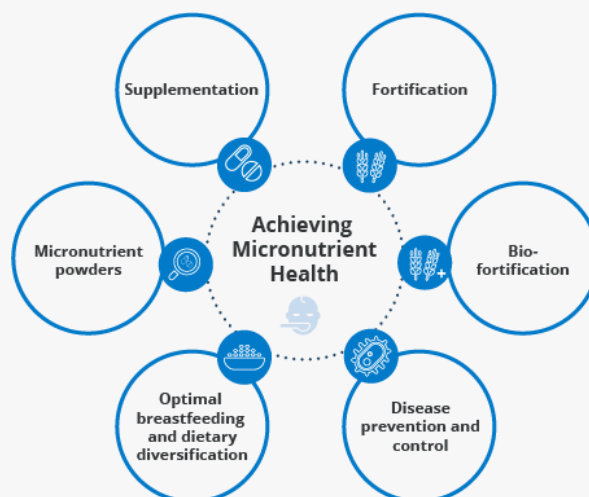 Supplementation
Fortification
Achieving
Micronutrient
Health
Micronutrient
powders
Bio-
fortification
Optimal
breastfeeding
and dietary
diversification
Disease
prevention and
control